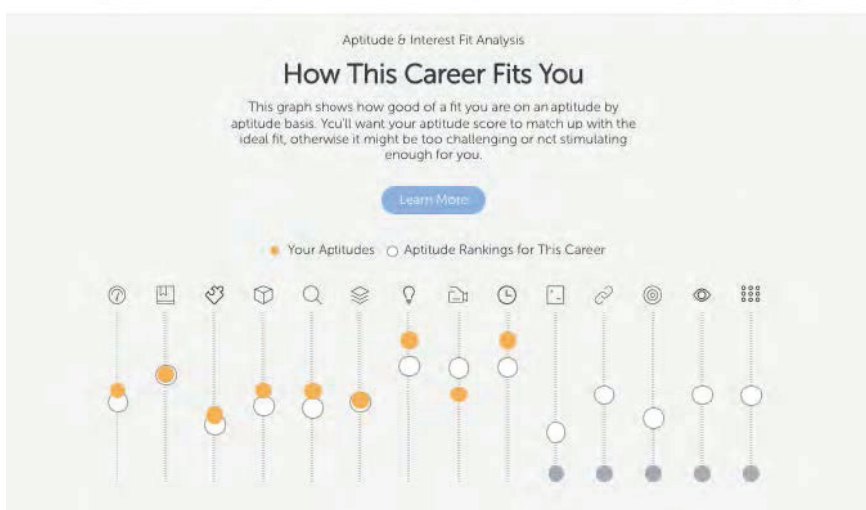 Aptitude & Interest Fit Analysis
How This Career Fits You
This graph shows how good of a fit you are on an aptitude by
aptitude basis. Ycu'll want your aptitude score to match up with the
ideal fit, otherwise it might be too challenging or nct stimulating
enough for you.
Learn More
Your Aptitudes Aptitude Rankings for This Career